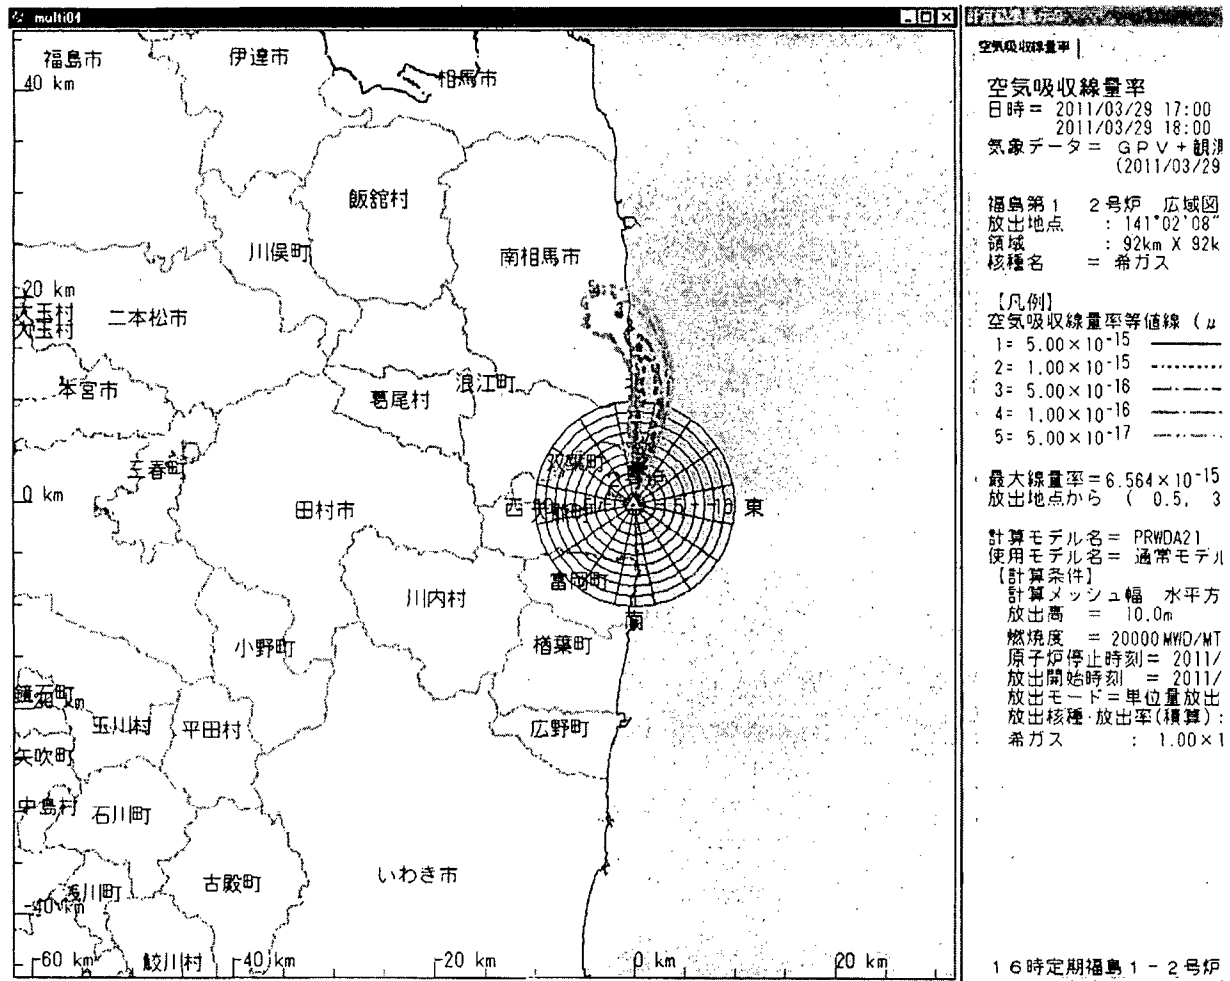 multi04
福島市
伊達市
相馬市
40 km
飯舘村
川俣町
南相馬市
20 km
大玉村
大玉村
二本松市
本宮市
浪江町
葛尾村
三春町
双葉町
0 km
田村市
西
東
富岡町
川内村
南
小野町
楢葉町
鏡石町
玉川村
平田村
広野町
矢吹町
中島村
石川町
いわき市
古殿町
浅川町
-40 km
鮫川村
-60 km
-40 km
-20 km
0 km
20 km
空気吸収線量率
空気吸収線量率
日時= 2011/03/29 17:00
2011/03/29 18:00
気象データ= GPV+観測
(2011/03/29
福島第1 2号炉 広域図
放出地点 : 141°02'08"
領域 : 92km X 92k
核種名 = 希ガス
【凡例】
空気吸収線量率等値線 (μ
1= 5.00×10-15
2= 1.00×10-15
3= 5.00×10-16
4= 1.00×10-16
5= 5.00×10-17
最大線量率=6.564×10-15
放出地点から ( 0.5, 3
計算モデル名= PRWDA21
使用モデル名= 通常モデル
【計算条件】
計算メッシュ幅 水平方
放出高 = 10.0m
燃焼度 = 20000MWD/MT
原子炉停止時刻= 2011/
放出開始時刻 = 2011/
放出モード=単位量放出
放出核種・放出率(積算):
希ガス : 1.00×1
16時定期福島1-2号炉